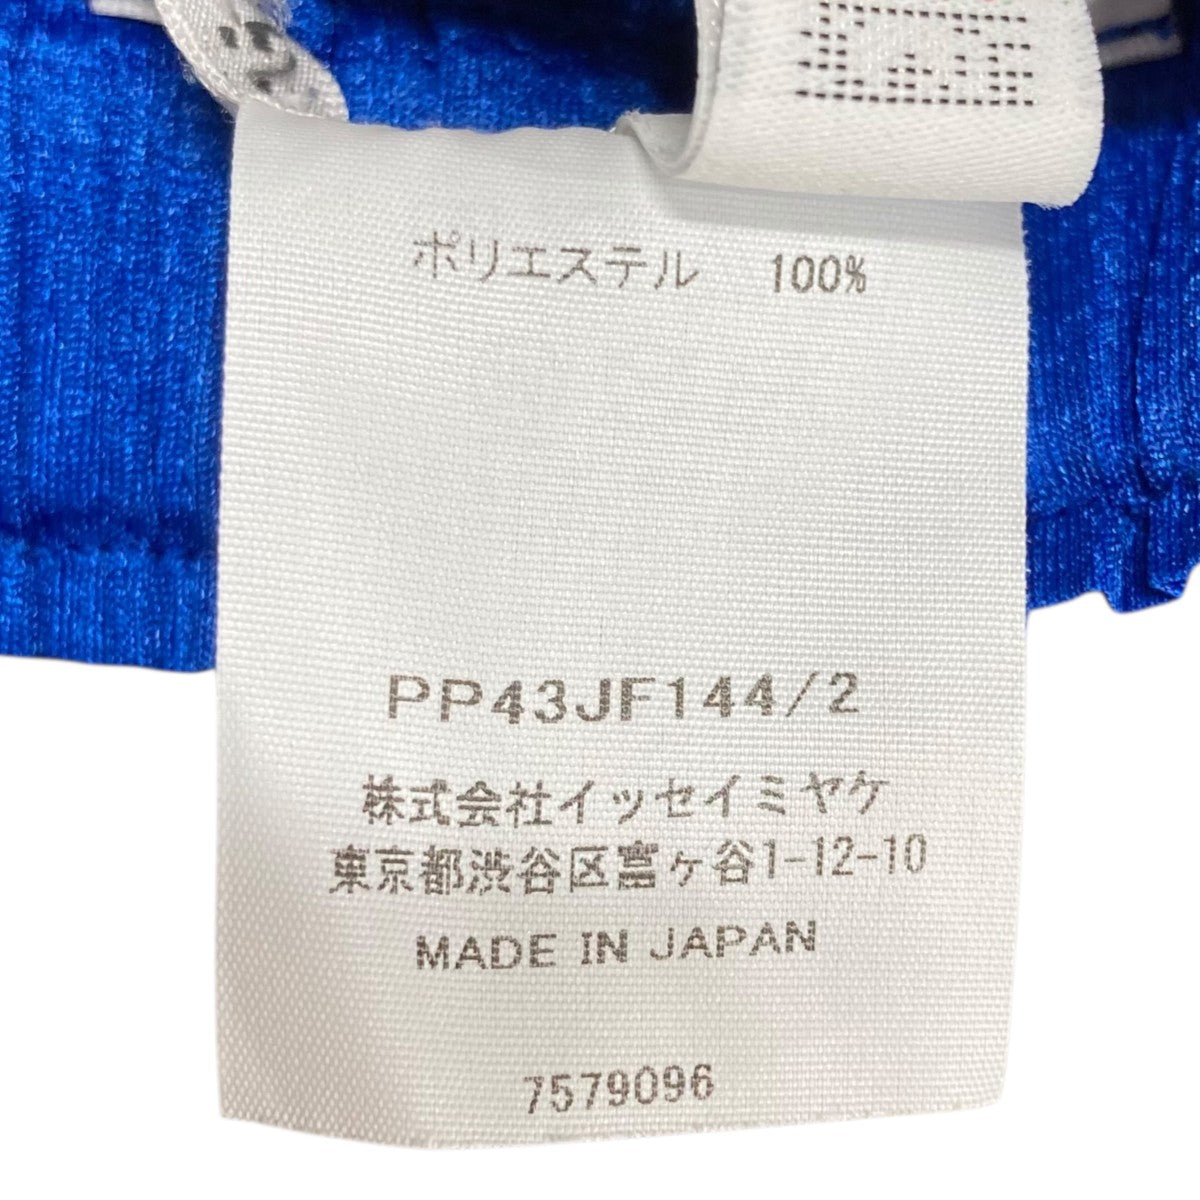 ポリエステル 100%
PP43JF144/2
株式会社イッセイミヤケ
東京都渋谷区富ヶ谷1-12-10
MADE IN JAPAN
7579096